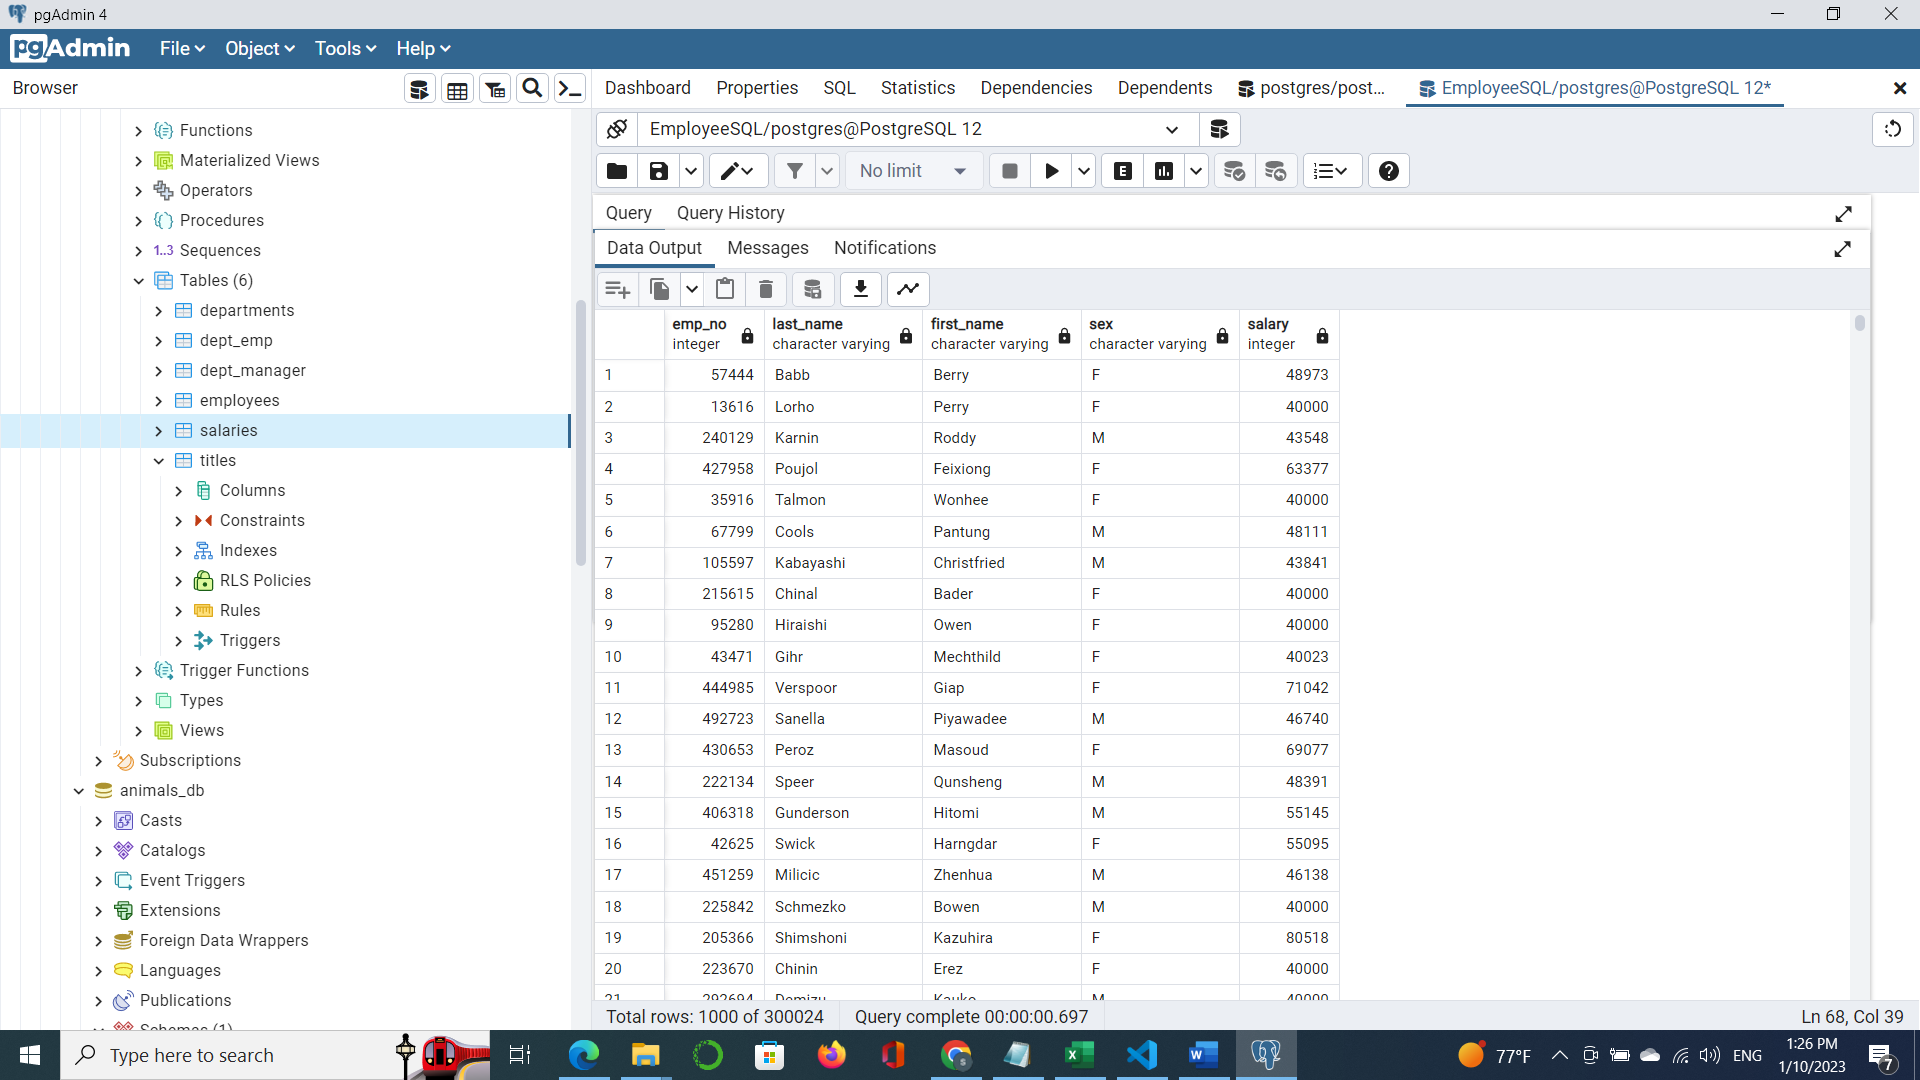 pgAdmin 4
pgAdmin File Object Tools Help
Browser
Dashboard Properties SQL Statistics Dependencies Dependents postgres/post... EmployeeSQL/postgres@PostgreSQL 12*
EmployeeSQL/postgres@PostgreSQL 12
No limit
E
Query Query History
Data Output Messages Notifications
Functions
Materialized Views
Operators
Procedures
1..3 Sequences
Tables (6)
departments
dept_emp
dept_manager
employees
salaries
titles
Columns
Constraints
Indexes
RLS Policies
Rules
Triggers
Trigger Functions
Types
Views
Subscriptions
animals_db
Casts
Catalogs
Event Triggers
Extensions
Foreign Data Wrappers
Languages
Publications
Schemas (1)
emp_no last_name first_name sex salary
integer character varying character varying character varying integer
1 57444 Babb Berry F 48973
2 13616 Lorho Perry F 40000
3 240129 Karnin Roddy M 43548
4 427958 Poujol Feixiong F 63377
5 35916 Talmon Wonhee F 40000
6 67799 Cools Pantung M 48111
7 105597 Kabayashi Christfried M 43841
8 215615 Chinal Bader F 40000
9 95280 Hiraishi Owen F 40000
10 43471 Gihr Mechthild F 40023
11 444985 Verspoor Giap F 71042
12 492723 Sanella Piyawadee M 46740
13 430653 Peroz Masoud F 69077
14 222134 Speer Qunsheng M 48391
15 406318 Gunderson Hitomi M 55145
16 42625 Swick Harngdar F 55095
17 451259 Milicic Zhenhua M 46138
18 225842 Schmezko Bowen M 40000
19 205366 Shimshoni Kazuhira F 80518
20 223670 Chinin Erez F 40000
21 292694 Demizu Kauko M 40000
Total rows: 1000 of 300024 Query complete 00:00:00.697 Ln 68, Col 39
Type here to search
77°F ENG
1:26 PM
1/10/2023
7